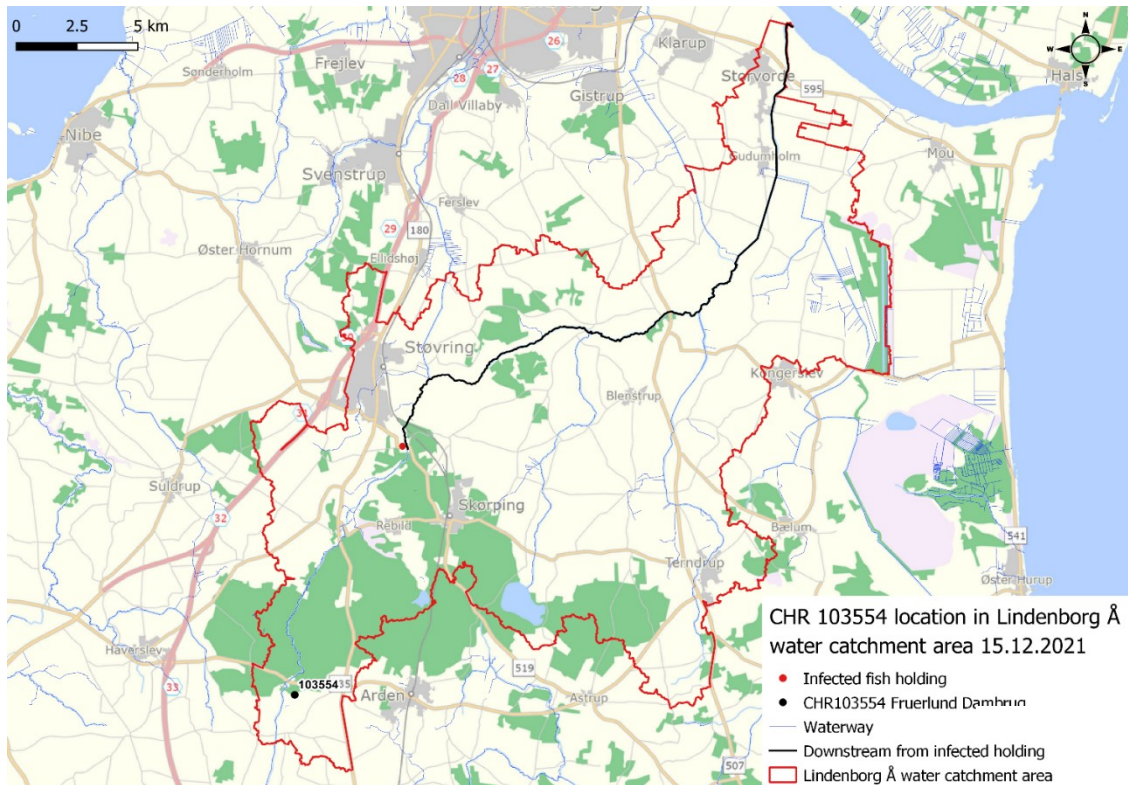 0 2.5 5 km
N
W E
S
26
Klarup
Sønderholm
Frejlev
28
27
Storvorde
595
Hals
Dall Villaby
Gistrup
Nibe
Gudumholm
Mou
Svenstrup
Ferslev
29
180
Øster Hornum
Ellidshøj
Støvring
Kongerslev
Blenstrup
31
Suldrup
32
Skørping
Rebild
Bælum
541
Terndrup
Øster Hurup
Haverslev
519
103554
33
Arden
Astrup
507
CHR 103554 location in Lindenborg Å
water catchment area 15.12.2021
Infected fish holding
CHR103554 Fruerlund Dambrug
Waterway
Downstream from infected holding
Lindenborg Å water catchment area